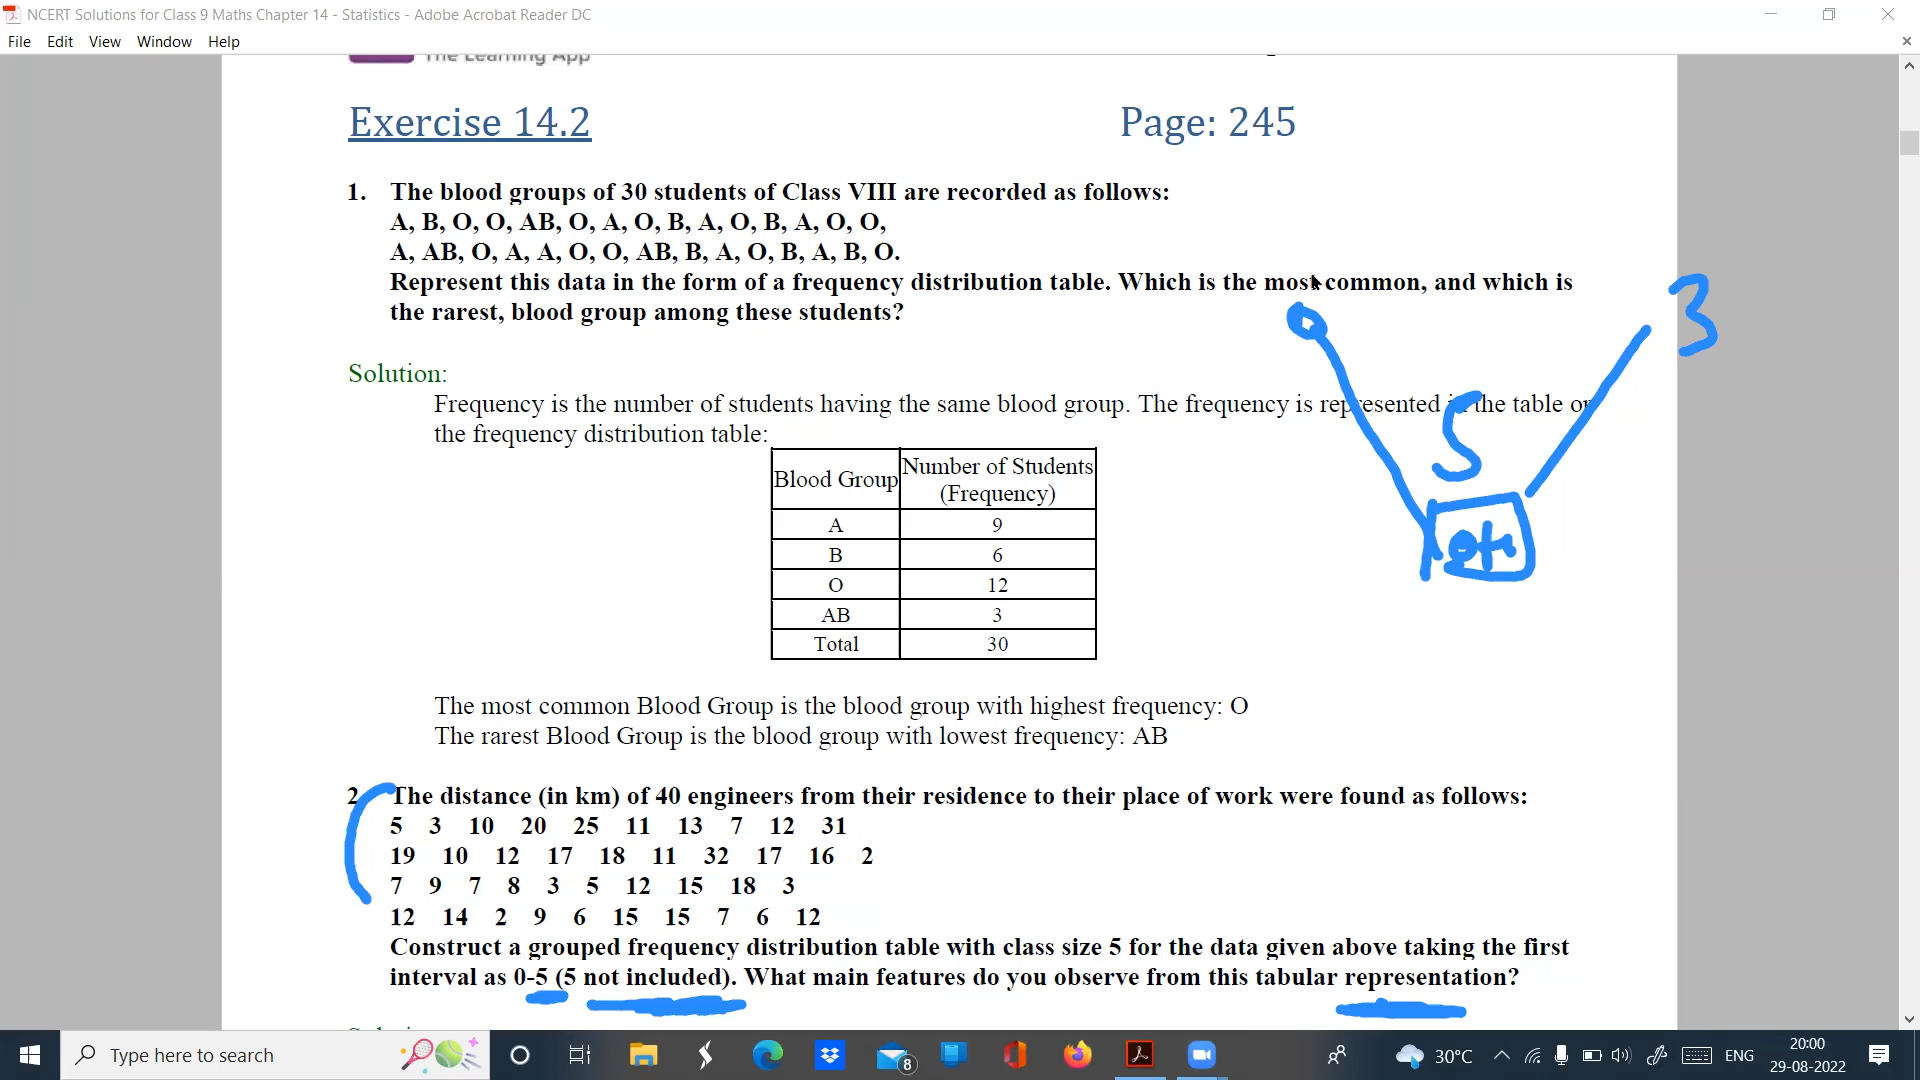 NCERT Solutions for Class 9 Maths Chapter 14 - Statistics - Adobe Acrobat Reader DC
File Edit View Window Help
The Learning App
Exercise 14.2 Page: 245
1. The blood groups of 30 students of Class VIII are recorded as follows:
A, B, O, O, AB, O, A, O, B, A, O, B, A, O, O,
A, AB, O, A, A, O, O, AB, B, A, O, B, A, B, O.
Represent this data in the form of a frequency distribution table. Which is the most common, and which is
the rarest, blood group among these students?
3
Solution:
Frequency is the number of students having the same blood group. The frequency is represented in the table or
the frequency distribution table:
5
Blood Group Number of Students (Frequency)
A 9
B 6
O 12
AB 3
Total 30
The most common Blood Group is the blood group with highest frequency: O
The rarest Blood Group is the blood group with lowest frequency: AB
2 The distance (in km) of 40 engineers from their residence to their place of work were found as follows:
5 3 10 20 25 11 13 7 12 31
19 10 12 17 18 11 32 17 16 2
7 9 7 8 3 5 12 15 18 3
12 14 2 9 6 15 15 7 6 12
Construct a grouped frequency distribution table with class size 5 for the data given above taking the first
interval as 0-5 (5 not included). What main features do you observe from this tabular representation?
Type here to search
8
30°C
ENG
20:00
29-08-2022